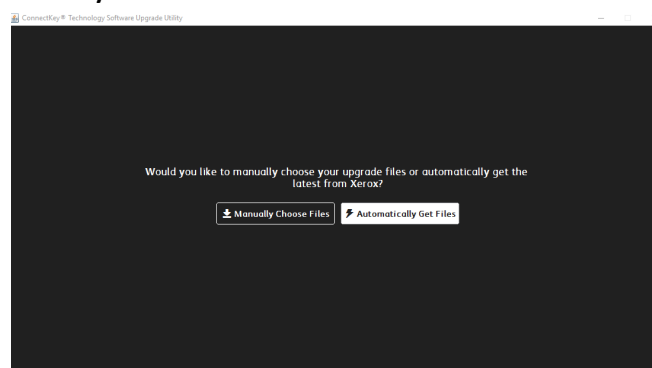 ConnectKey® Technology Software Upgrade Utility
Would you like to manually choose your upgrade files or automatically get the
latest from Xerox?
Manually Choose Files
Automatically Get Files